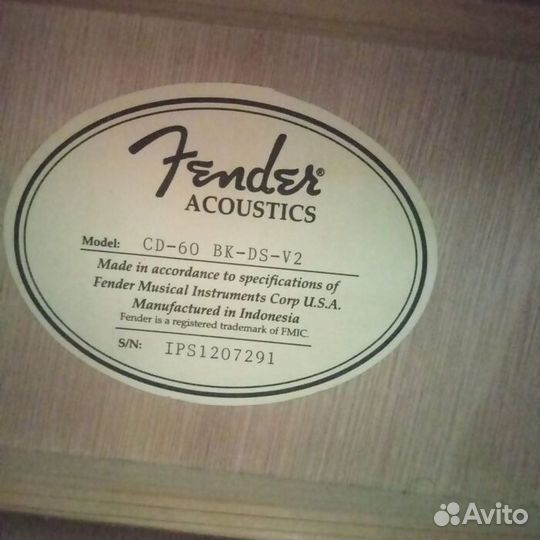 Fender®
ACOUSTICS
Model: CD-60 BK-DS-V2
Made in accordance to specifications of
Fender Musical Instruments Corp U.S.A.
Manufactured in Indonesia
Fender is a registered trademark of FMIC.
S/N: IPS1207291
Avito